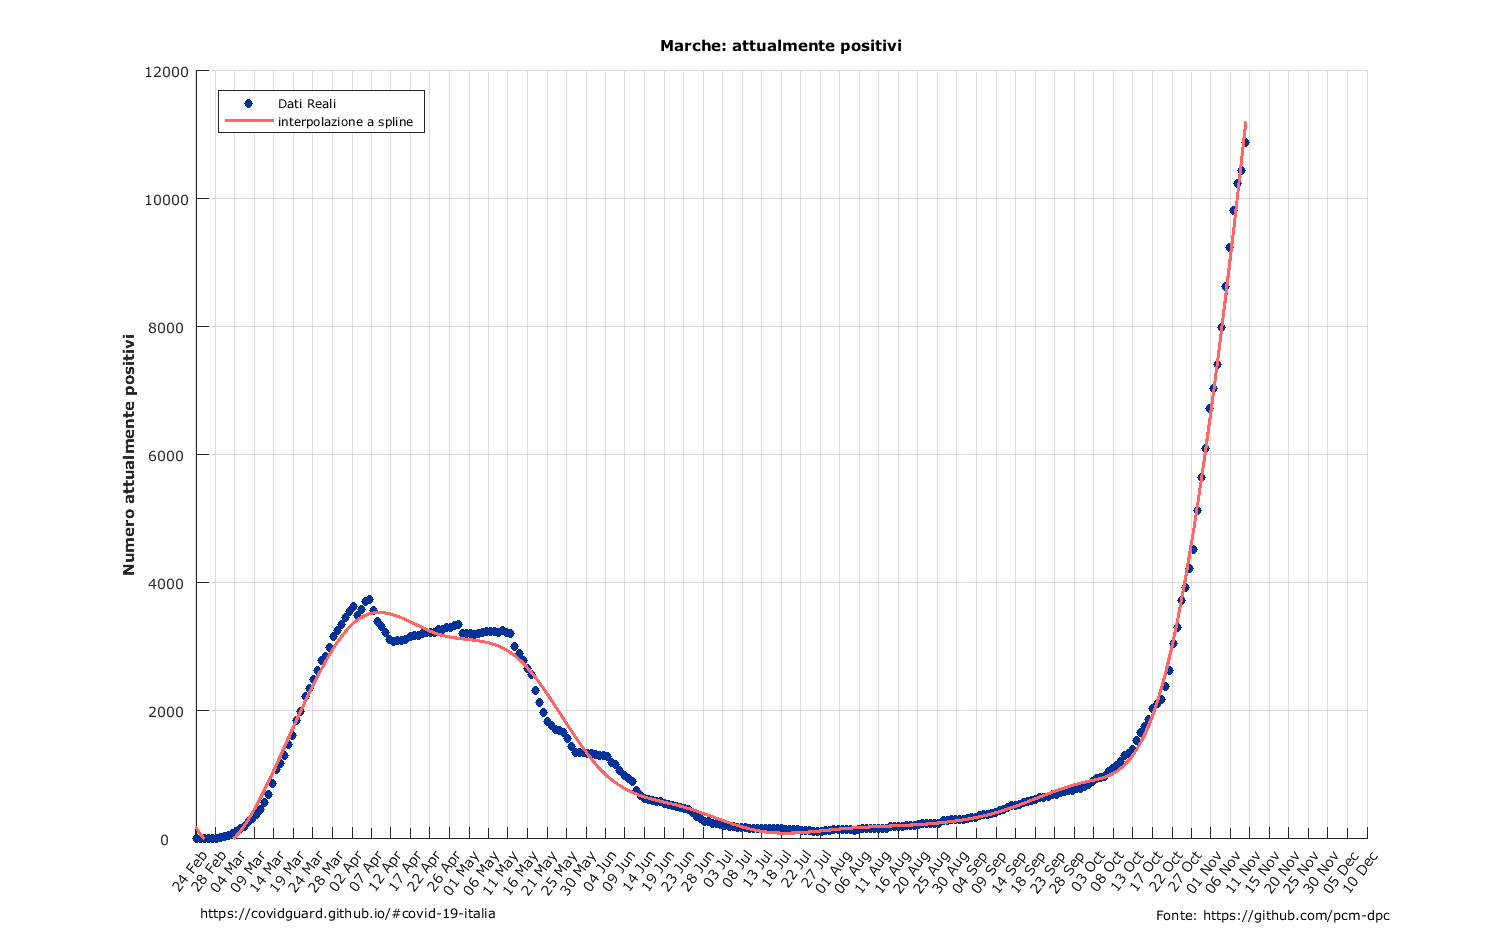 Marche: attualmente positivi
Dati Reali
interpolazione a spline
Numero attualmente positivi
12000
10000
8000
6000
4000
2000
0
24 Feb
28 Feb
04 Mar
09 Mar
14 Mar
19 Mar
24 Mar
28 Mar
02 Apr
07 Apr
12 Apr
17 Apr
22 Apr
26 Apr
01 May
06 May
11 May
16 May
21 May
25 May
30 May
04 Jun
09 Jun
14 Jun
19 Jun
23 Jun
28 Jun
03 Jul
08 Jul
13 Jul
18 Jul
22 Jul
27 Jul
01 Aug
06 Aug
11 Aug
16 Aug
20 Aug
25 Aug
30 Aug
04 Sep
09 Sep
14 Sep
18 Sep
23 Sep
28 Sep
03 Oct
08 Oct
13 Oct
17 Oct
22 Oct
27 Oct
01 Nov
06 Nov
11 Nov
15 Nov
20 Nov
25 Nov
30 Nov
05 Dec
10 Dec
https://covidguard.github.io/#covid-19-italia
Fonte: https://github.com/pcm-dpc